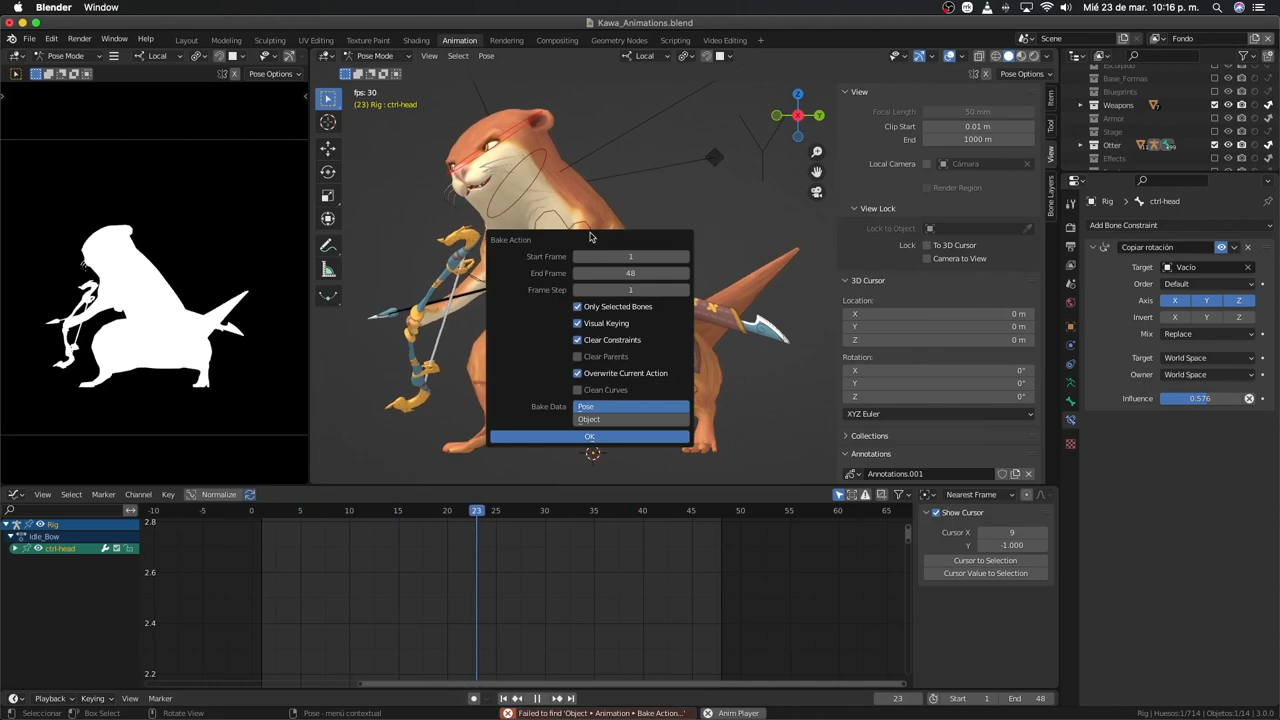 Blender Window
Mié 23 de mar. 10:16 p. m.
Kawa_Animations.blend
File Edit Render Window Help
Layout Modeling Sculpting UV Editing Texture Paint Shading Animation Rendering Compositing Geometry Nodes Scripting Video Editing +
Scene
Fondo
Pose Mode
Local
Pose Options
Pose Mode View Select Pose
Local
Pose Options
fps: 30
(23) Rig : ctrl-head
Z
Y
X
Item
Tool
View
Bone Layers
View
Focal Length 50 mm
Clip Start 0.01 m
End 1000 m
Local Camera Cámara
Render Region
View Lock
Lock to Object
Lock To 3D Cursor
Camera to View
3D Cursor
Location:
X 0 m
Y 0 m
Z 0 m
Rotation:
X 0°
Y 0°
Z 0°
XYZ Euler
Collections
Annotations
Annotations.001
Base_Formas
Blueprints
Weapons
Armor
Stage
Otter
Effects
Rig ctrl-head
Add Bone Constraint
Copiar rotación
Target Vacío
Order Default
Axis X Y Z
Invert X Y Z
Mix Replace
Target World Space
Owner World Space
Influence 0.576
Bake Action
Start Frame 1
End Frame 48
Frame Step 1
Only Selected Bones
Visual Keying
Clear Constraints
Clear Parents
Overwrite Current Action
Clean Curves
Bake Data Pose
Object
OK
View Select Marker Channel Key Normalize
Nearest Frame
-10 -5 0 5 10 15 20 23 30 35 40 45 50 55 60 65
Rig
Idle_Bow
ctrl-head
2.8
2.6
2.4
2.2
Show Cursor
Cursor X 9
Y -1.000
Cursor to Selection
Cursor Value to Selection
Playback Keying View Marker
23 Start 1 End 48
Seleccionar Box Select Rotate View Pose - menú contextual
Failed to find 'Object ▸ Animation ▸ Bake Action...'
Anim Player
Rig | Huesos:1/714 | Objetos:1/14 | 3.0.0